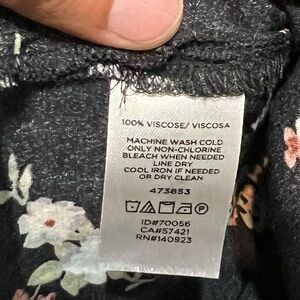 100% VISCOSE/ VISCOSA
MACHINE WASH COLD
ONLY NON-CHLORINE
BLEACH WHEN NEEDED
LINE DRY
COOL IRON IF NEEDED
OR DRY CLEAN
473853
ID#70056
CA#57421
RN#140923